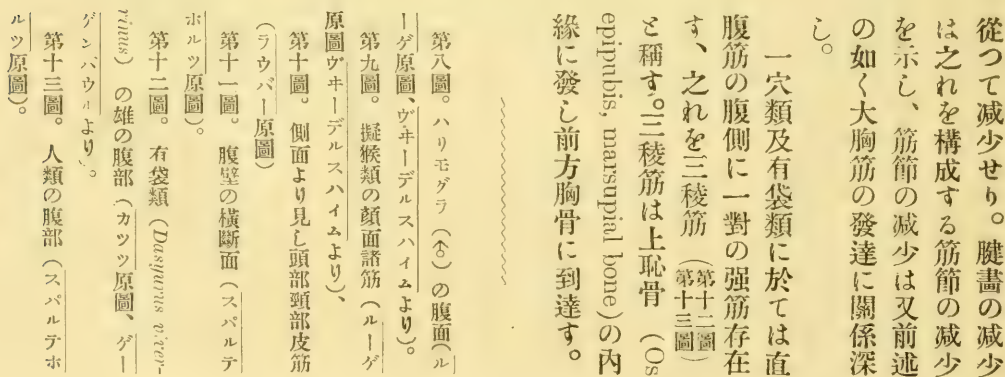 從つて減少せり。腱畫の減少
は之れを構成する筋節の減少
を示し、筋節の減少は又前述
の如く大胸筋の發達に關係深
し。
一穴類及有袋類に於ては直
腹筋の腹側に一對の强筋存在
す、之れを三稜筋(第十二圖第十三圖)
と稱す。三稜筋は上恥骨 (Os
epipubis, marsupial bone)の內
緣に發し前方胸骨に到達す。
第八圖。ハリモグラ(♂)の腹面(ル
ーゲ原圖、ヴヰーデルスハイムより)。
第九圖。擬猴類の顏面諸筋(ルーゲ
原圖ヴヰーデルスハイムより)、
第十圖。側面より見し頭部頸部皮筋
(ラウバー原圖)
第十一圖。腹壁の橫斷面(スパルテ
ホルツ原圖)。
第十二圖。有袋類(Dasyurus viver-
rinus)の雄の腹部(カッツ原圖、ゲー
ゲンバウルより)。
第十三圖。人類の腹部(スパルテホ
ルツ原圖)。